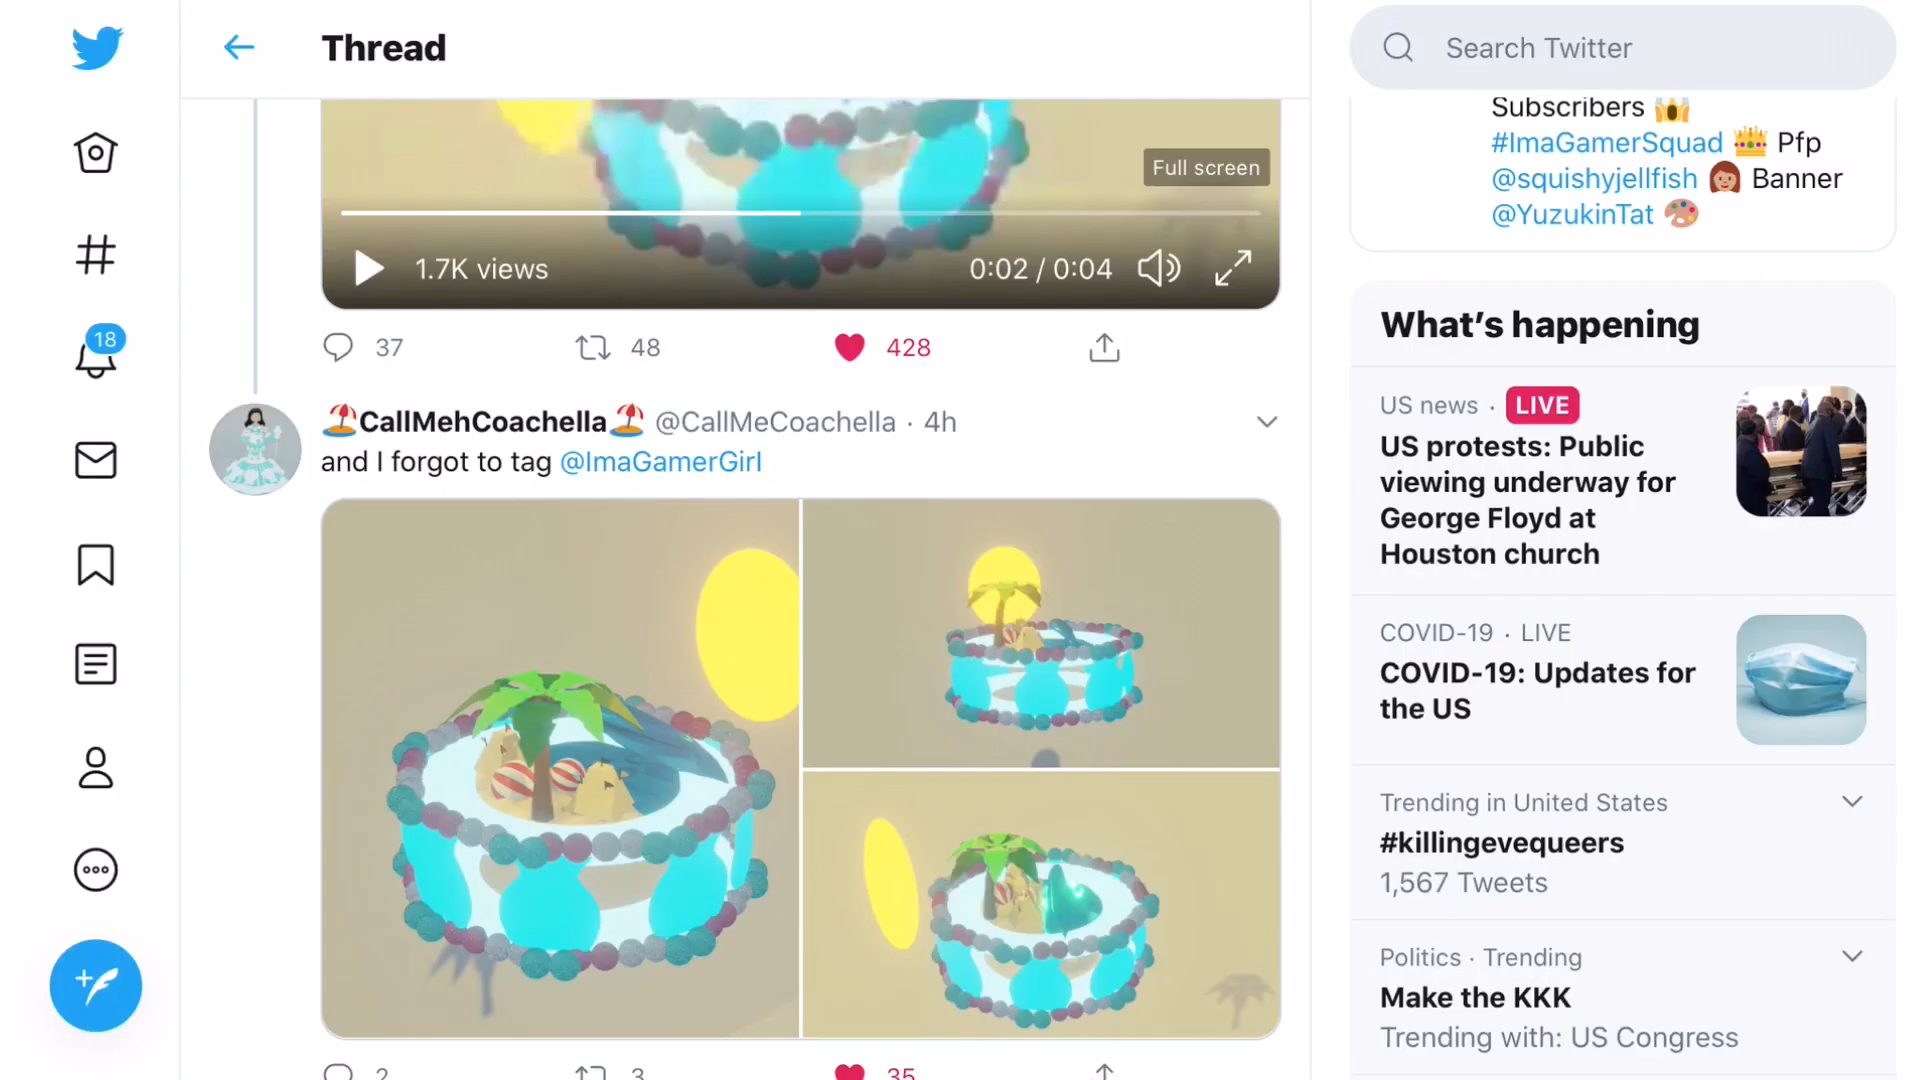 Thread
Search Twitter
Full screen
1.7K views
0:02 / 0:04
37
48
428
CallMehCoachella @CallMeCoachella · 4h
and I forgot to tag @ImaGamerGirl
2
3
35
18
Subscribers
#ImaGamerSquad Pfp
@squishyjellfish Banner
@YuzukinTat
What's happening
US news · LIVE
US protests: Public
viewing underway for
George Floyd at
Houston church
COVID-19 · LIVE
COVID-19: Updates for
the US
Trending in United States
#killingevequeers
1,567 Tweets
Politics · Trending
Make the KKK
Trending with: US Congress